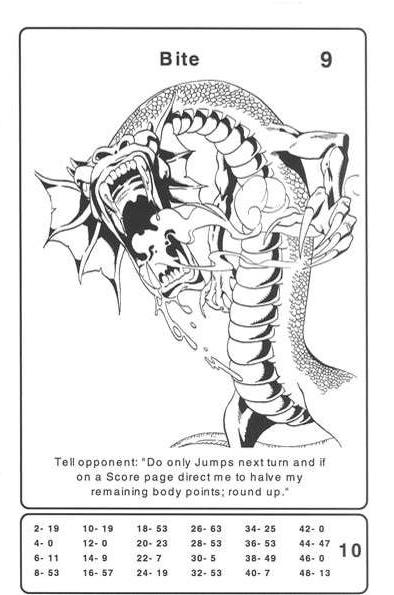 Bite 9
Tell opponent: "Do only Jumps next turn and if
on a Score page direct me to halve my
remaining body points; round up."
2- 19 10- 19 18- 53 26- 63 34- 25 42- 0
4- 0 12- 0 20- 23 28- 53 36- 53 44- 47
6- 11 14- 9 22- 7 30- 5 38- 49 46- 0
8- 53 16- 57 24- 19 32- 53 40- 7 48- 13
10